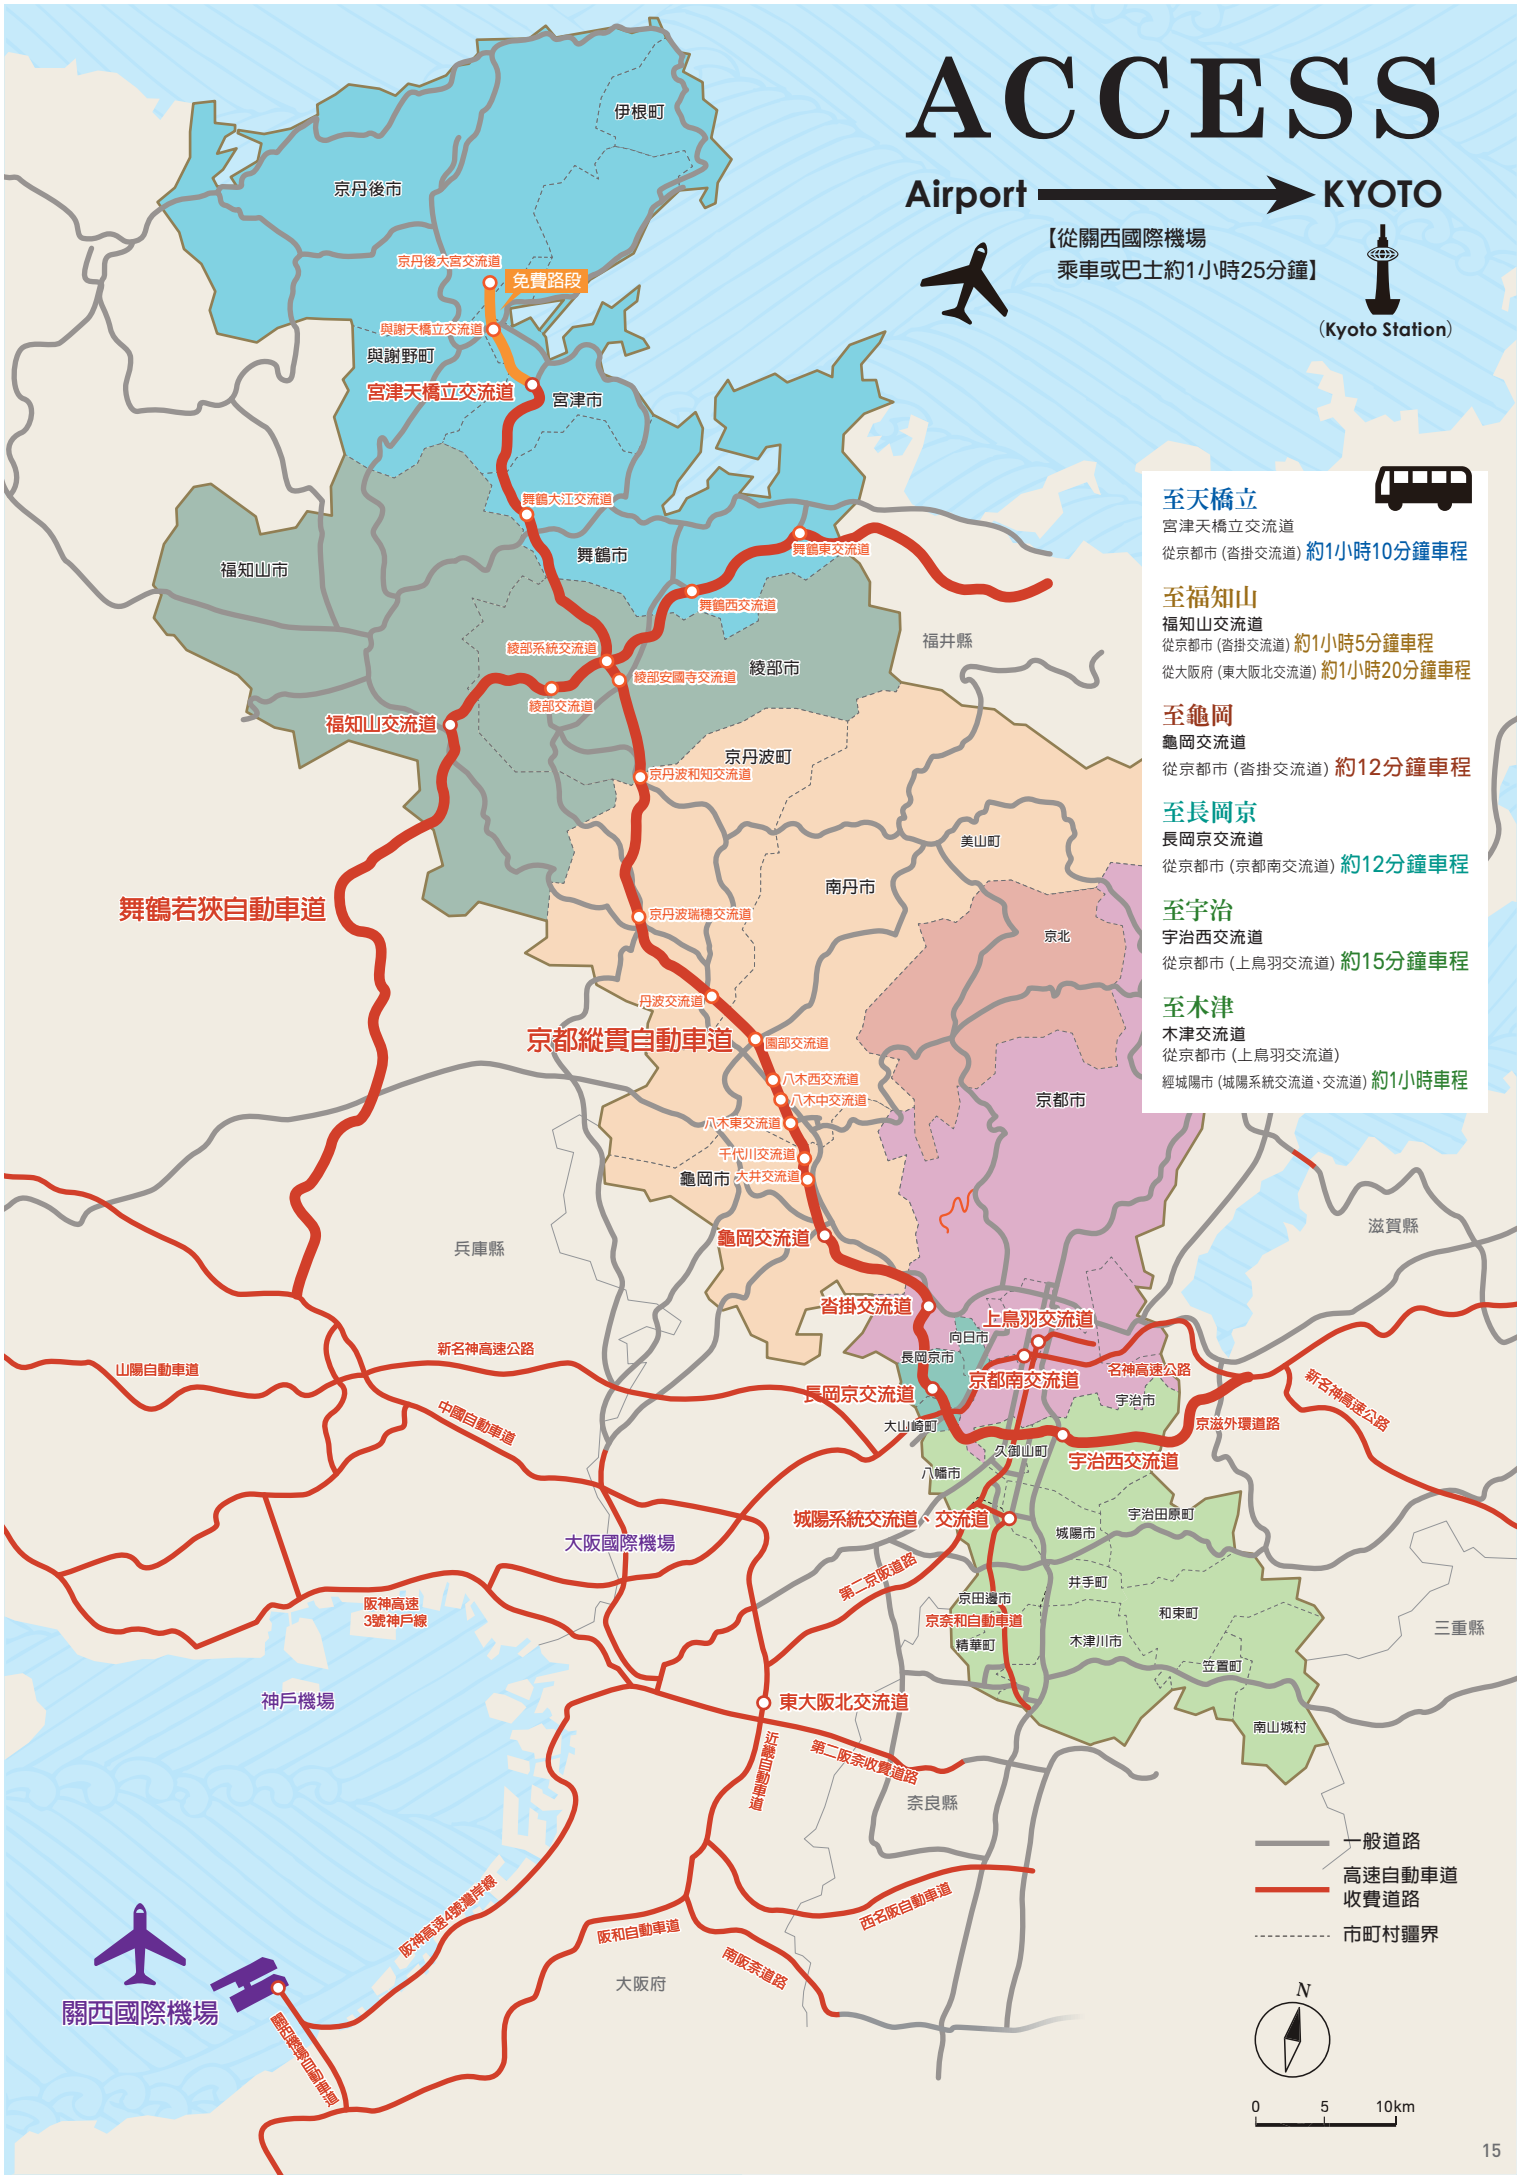 ACCESS
Airport
KYOTO
【從關西國際機場
乘車或巴士約1小時25分鐘】
(Kyoto Station)
伊根町
京丹後市
京丹後大宮交流道
免費路段
與謝天橋立交流道
與謝野町
宮津天橋立交流道
宮津市
舞鶴大江交流道
舞鶴市
舞鶴東交流道
福知山市
舞鶴西交流道
福井縣
綾部系統交流道
綾部安國寺交流道
綾部市
綾部交流道
福知山交流道
京丹波町
京丹波和知交流道
美山町
南丹市
舞鶴若狹自動車道
京丹波瑞穗交流道
京北
丹波交流道
京都縱貫自動車道
園部交流道
八木西交流道
八木中交流道
京都市
八木東交流道
千代川交流道
龜岡市
大井交流道
龜岡交流道
兵庫縣
滋賀縣
沓掛交流道
上鳥羽交流道
向日市
長岡京市
新名神高速公路
山陽自動車道
京都南交流道
名神高速公路
長岡京交流道
宇治市
新名神高速公路
中國自動車道
大山崎町
京滋外環道路
久御山町
宇治西交流道
八幡市
城陽系統交流道、交流道
宇治田原町
城陽市
大阪國際機場
第二京阪道路
井手町
京田邊市
阪神高速
3號神戶線
京奈和自動車道
和束町
三重縣
精華町
木津川市
笠置町
神戶機場
東大阪北交流道
南山城村
近畿自動車道
第二阪奈收費道路
奈良縣
阪神高速4號灣岸線
西名阪自動車道
阪和自動車道
南阪奈道路
大阪府
關西國際機場
關西機場自動車道
至天橋立
宮津天橋立交流道
從京都市 (沓掛交流道) 約1小時10分鐘車程
至福知山
福知山交流道
從京都市 (沓掛交流道) 約1小時5分鐘車程
從大阪府 (東大阪北交流道) 約1小時20分鐘車程
至龜岡
龜岡交流道
從京都市 (沓掛交流道) 約12分鐘車程
至長岡京
長岡京交流道
從京都市 (京都南交流道) 約12分鐘車程
至宇治
宇治西交流道
從京都市 (上鳥羽交流道) 約15分鐘車程
至木津
木津交流道
從京都市 (上鳥羽交流道)
經城陽市 (城陽系統交流道、交流道) 約1小時車程
一般道路
高速自動車道
收費道路
市町村疆界
N
0 5 10km
15